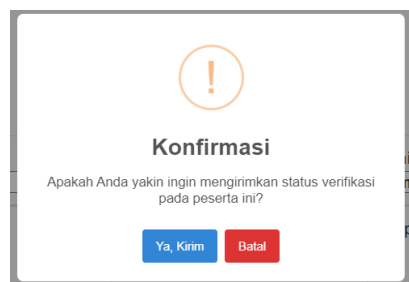 !
Konfirmasi
Apakah Anda yakin ingin mengirimkan status verifikasi
pada peserta ini?
Ya, Kirim
Batal